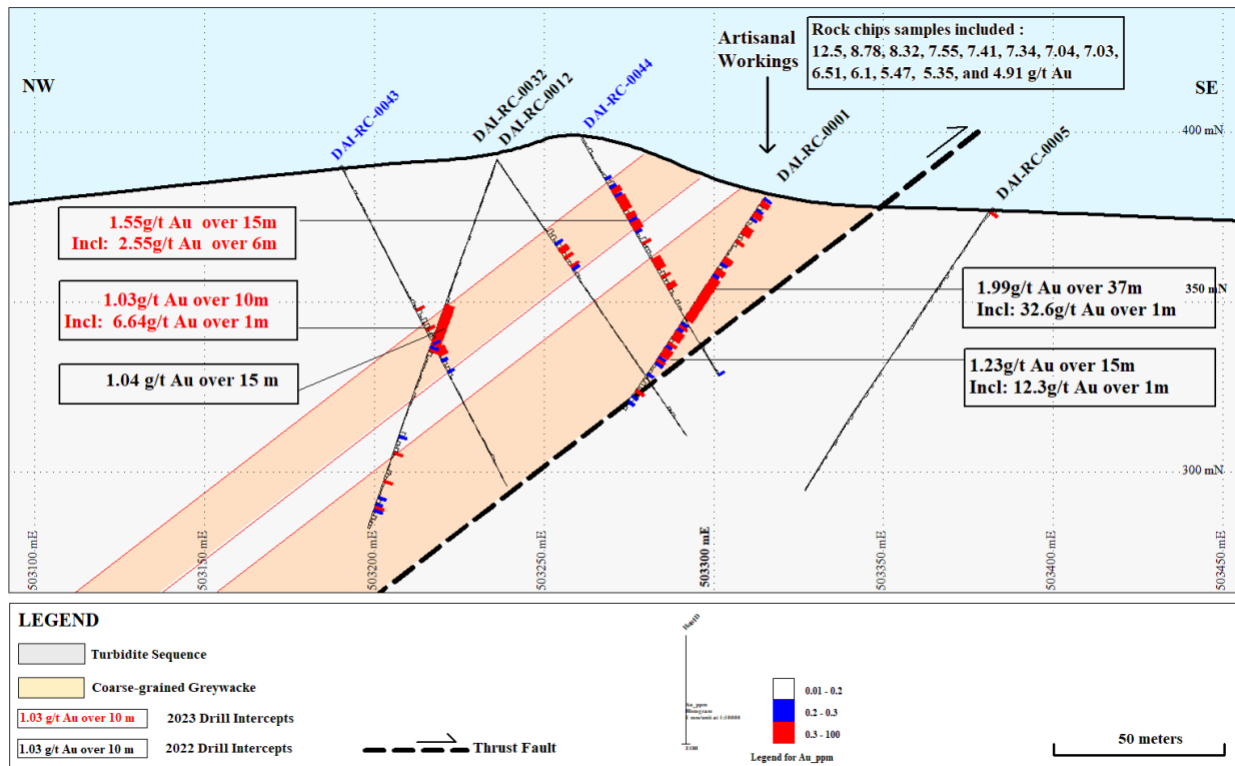 NW
SE
Artisanal
Workings
Rock chips samples included :
12.5, 8.78, 8.32, 7.55, 7.41, 7.34, 7.04, 7.03,
6.51, 6.1, 5.47, 5.35, and 4.91 g/t Au
DAI-RC-0043
DAI-RC-0032
DAI-RC-0012
DAI-RC-0044
DAI-RC-0001
DAI-RC-0005
400 mN
350 mN
300 mN
1.55g/t Au over 15m
Incl: 2.55g/t Au over 6m
1.03g/t Au over 10m
Incl: 6.64g/t Au over 1m
1.04 g/t Au over 15 m
1.99g/t Au over 37m
Incl: 32.6g/t Au over 1m
1.23g/t Au over 15m
Incl: 12.3g/t Au over 1m
503100 mE
503150 mE
503200 mE
503250 mE
503300 mE
503350 mE
503400 mE
503450 mE
LEGEND
Turbidite Sequence
Coarse-grained Greywacke
1.03 g/t Au over 10 m
2023 Drill Intercepts
1.03 g/t Au over 10 m
2022 Drill Intercepts
Thrust Fault
HoleID
Au_ppm
0.01 - 0.2
0.2 - 0.3
0.3 - 100
Legend for Au_ppm
50 meters